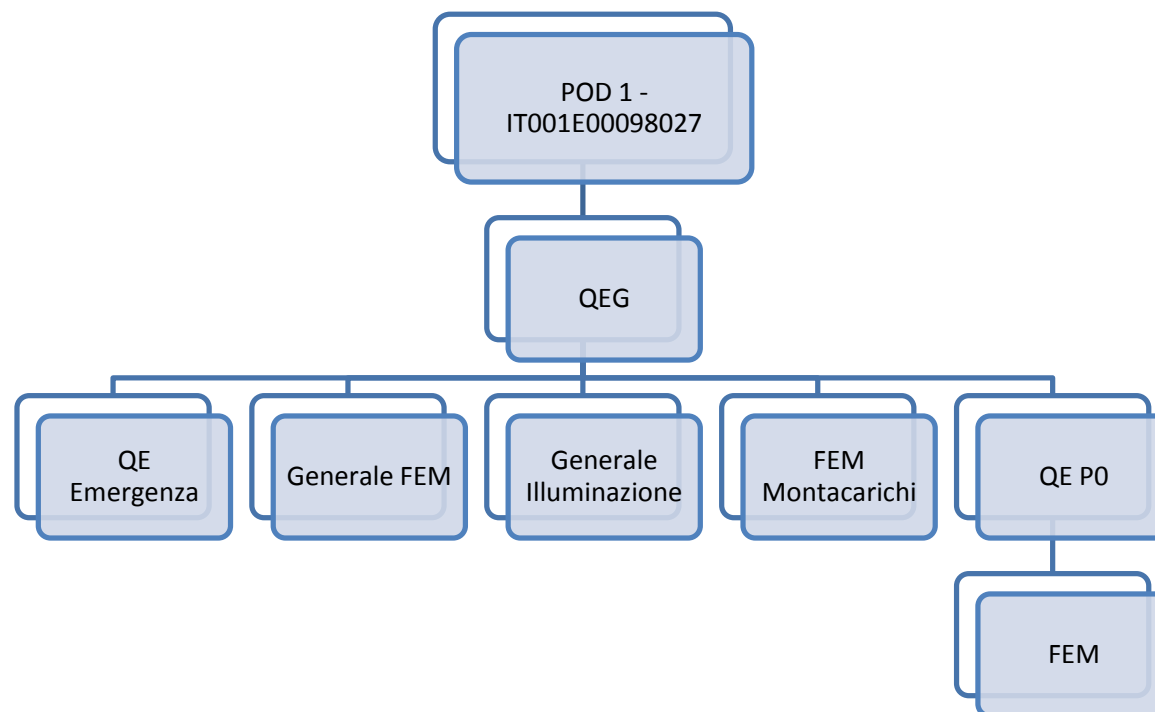 POD 1 -
IT001E00098027
QEG
QE
Emergenza
Generale FEM
Generale
Illuminazione
FEM
Montacarichi
QE P0
FEM